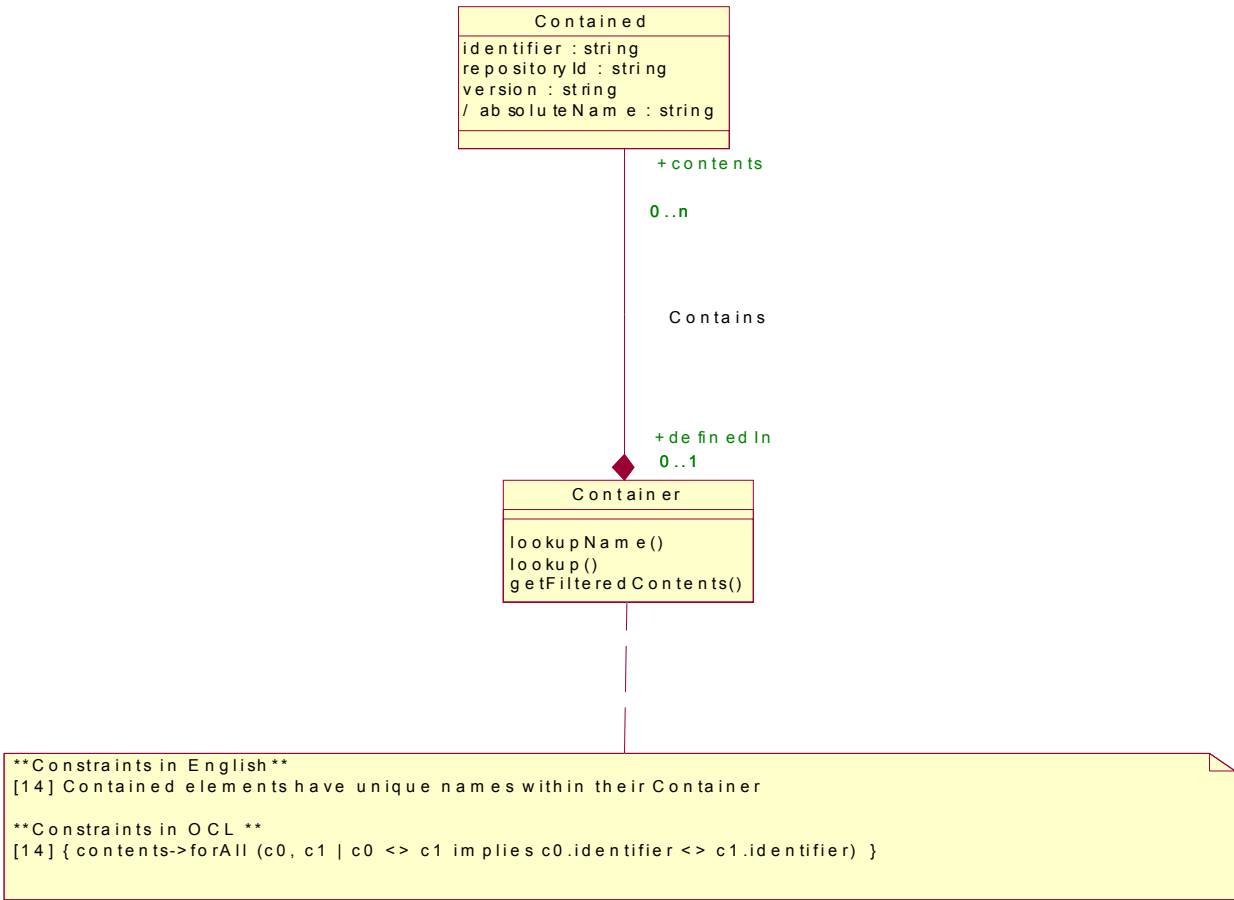 Contained
identifier : string
repositoryId : string
version : string
/ absoluteName : string
+contents
0..n
Contains
+definedIn
0..1
Container
lookupName()
lookup()
getFilteredContents()
**Constraints in English**
[14] Contained elements have unique names within their Container
**Constraints in OCL **
[14] { contents->forAll (c0, c1 | c0 <> c1 implies c0.identifier <> c1.identifier) }